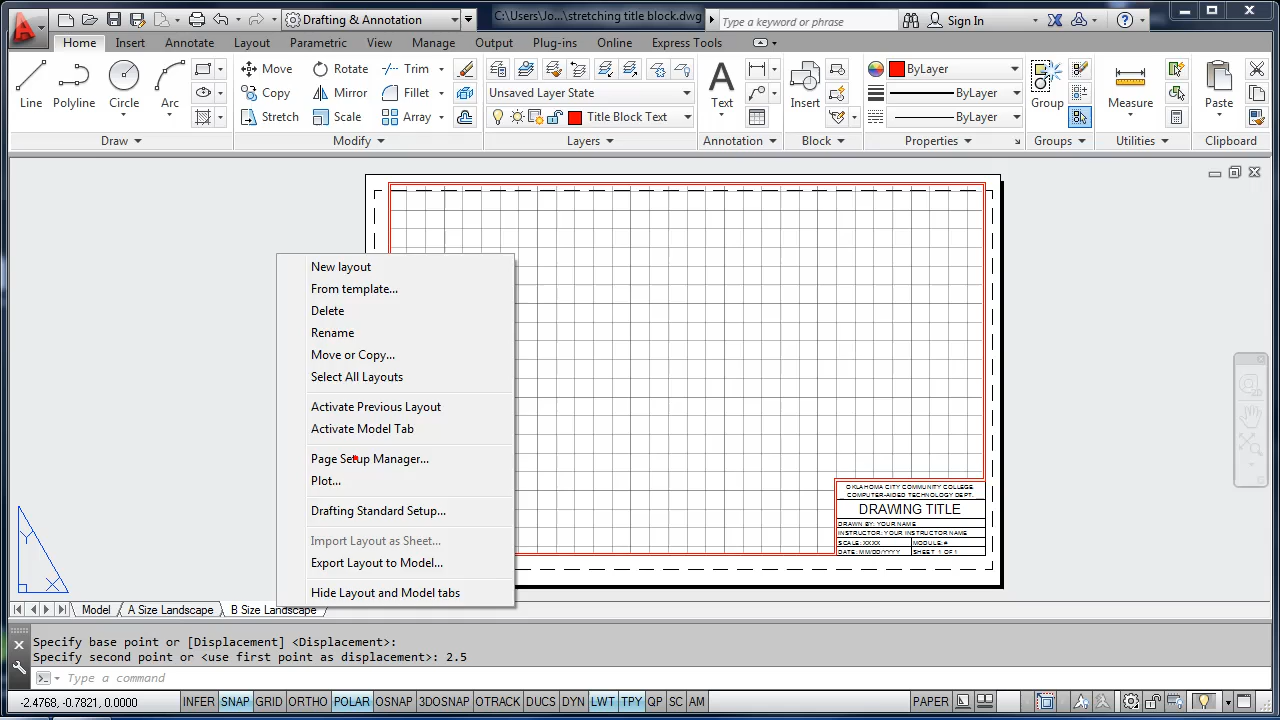 Drafting & Annotation
C:\Users\Jo...\stretching title block.dwg
Type a keyword or phrase
Sign In
Home Insert Annotate Layout Parametric View Manage Output Plug-ins Online Express Tools
Line
Polyline
Circle
Arc
Move
Rotate
Trim
Copy
Mirror
Fillet
Stretch
Scale
Array
Unsaved Layer State
Title Block Text
Text
Insert
ByLayer
ByLayer
ByLayer
Group
Measure
Paste
Draw
Modify
Layers
Annotation
Block
Properties
Groups
Utilities
Clipboard
New layout
From template...
Delete
Rename
Move or Copy...
Select All Layouts
Activate Previous Layout
Activate Model Tab
Page Setup Manager...
Plot...
Drafting Standard Setup...
Import Layout as Sheet...
Export Layout to Model...
Hide Layout and Model tabs
OKLAHOMA CITY COMMUNITY COLLEGE
COMPUTER-AIDED TECHNOLOGY DEPT.
DRAWING TITLE
DRAWN BY: YOUR NAME
INSTRUCTOR: YOUR INSTRUCTOR NAME
SCALE: XXXX MODULE: #
DATE: MM/DD/YYYY SHEET 1 OF 1
Y
X
Model A Size Landscape B Size Landscape
Specify base point or [Displacement] <Displacement>:
Specify second point or <use first point as displacement>: 2.5
Type a command
-2.4768, -0.7821, 0.0000
INFER SNAP GRID ORTHO POLAR OSNAP 3DOSNAP OTRACK DUCS DYN LWT TPY QP SC AM
PAPER